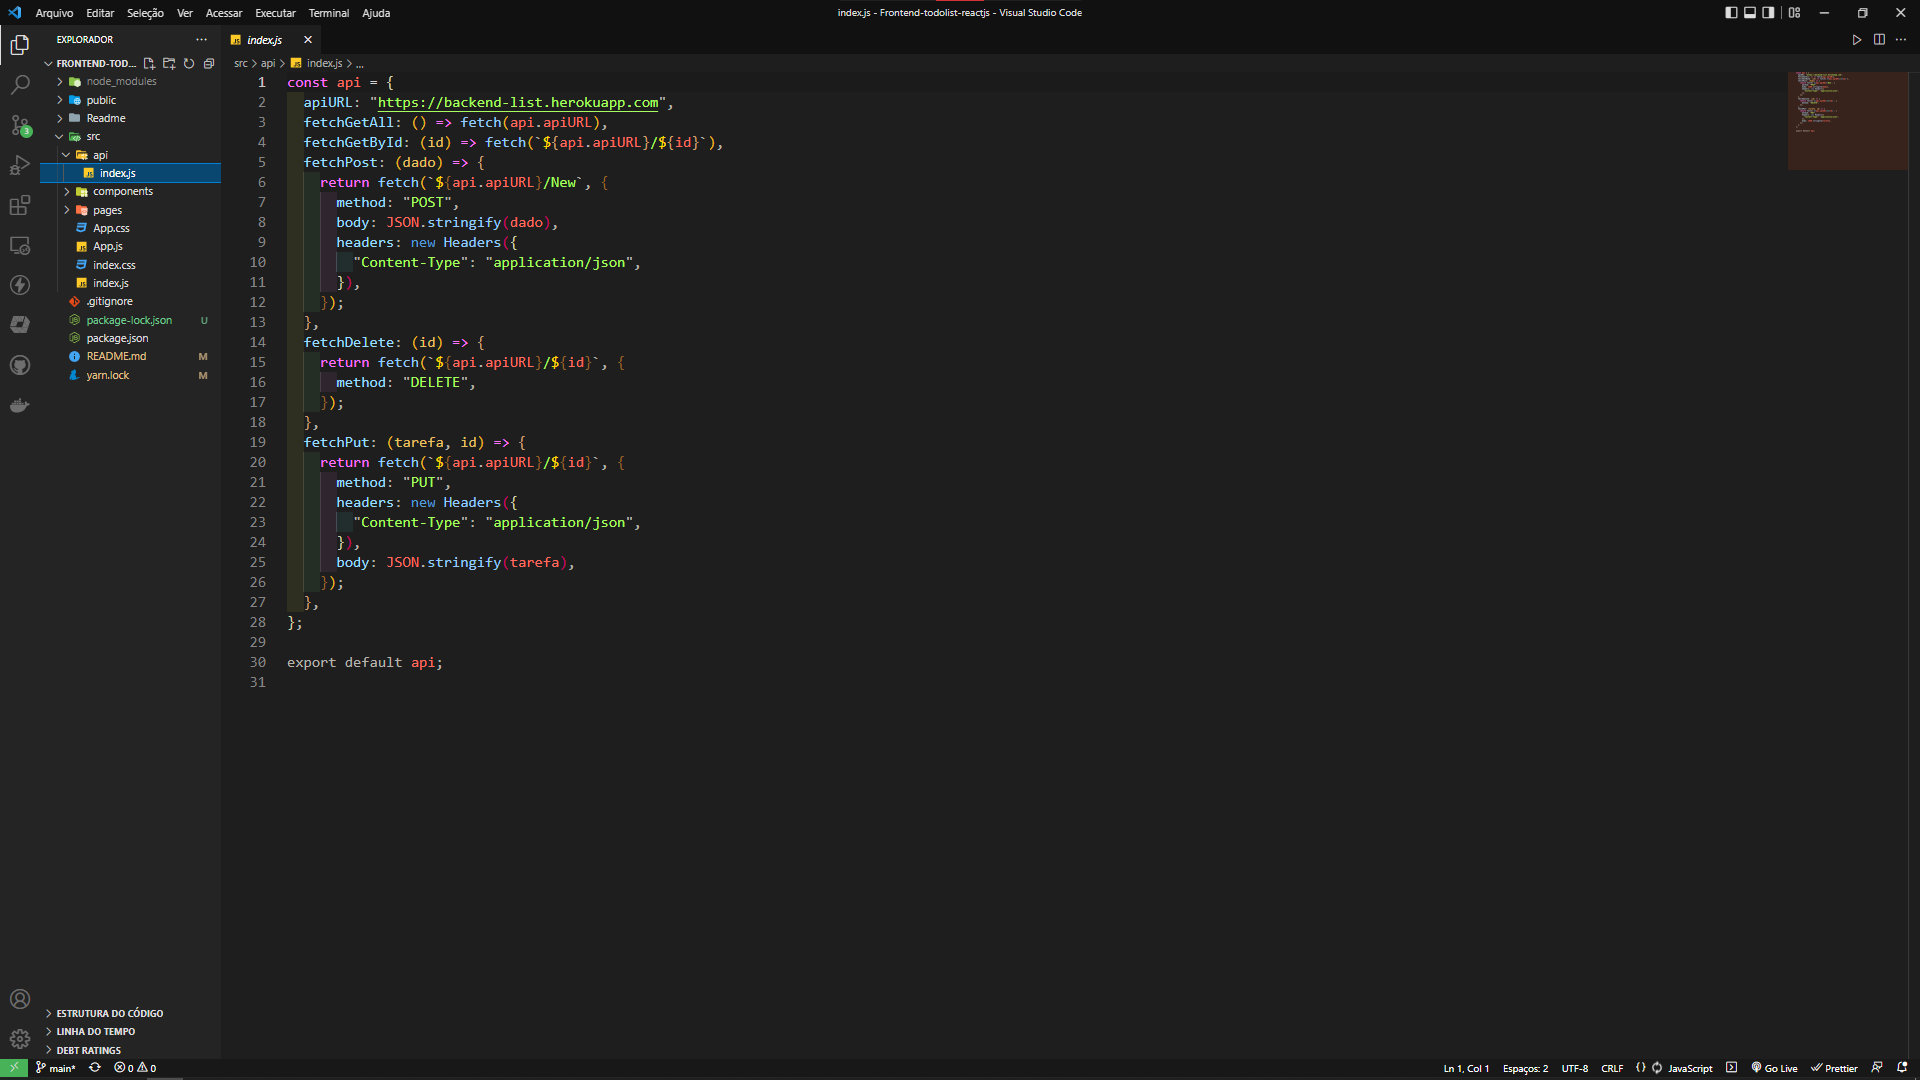 Arquivo Editar Seleção Ver Acessar Executar Terminal Ajuda
index.js - Frontend-todolist-reactjs - Visual Studio Code
EXPLORADOR
FRONTEND-TOD...
node_modules
public
Readme
src
api
index.js
components
pages
App.css
App.js
index.css
index.js
.gitignore
package-lock.json U
package.json
README.md M
yarn.lock M
3
ESTRUTURA DO CÓDIGO
LINHA DO TEMPO
DEBT RATINGS
index.js
src > api > index.js > ...
1 const api = {
2   apiURL: "https://backend-list.herokuapp.com",
3   fetchGetAll: () => fetch(api.apiURL),
4   fetchGetById: (id) => fetch(`${api.apiURL}/${id}`),
5   fetchPost: (dado) => {
6     return fetch(`${api.apiURL}/New`, {
7       method: "POST",
8       body: JSON.stringify(dado),
9       headers: new Headers({
10         "Content-Type": "application/json",
11       }),
12     });
13   },
14   fetchDelete: (id) => {
15     return fetch(`${api.apiURL}/${id}`, {
16       method: "DELETE",
17     });
18   },
19   fetchPut: (tarefa, id) => {
20     return fetch(`${api.apiURL}/${id}`, {
21       method: "PUT",
22       headers: new Headers({
23         "Content-Type": "application/json",
24       }),
25       body: JSON.stringify(tarefa),
26     });
27   },
28 };
29
30 export default api;
31
main* 0 0
Ln 1, Col 1 Espaços: 2 UTF-8 CRLF {} JavaScript Go Live Prettier